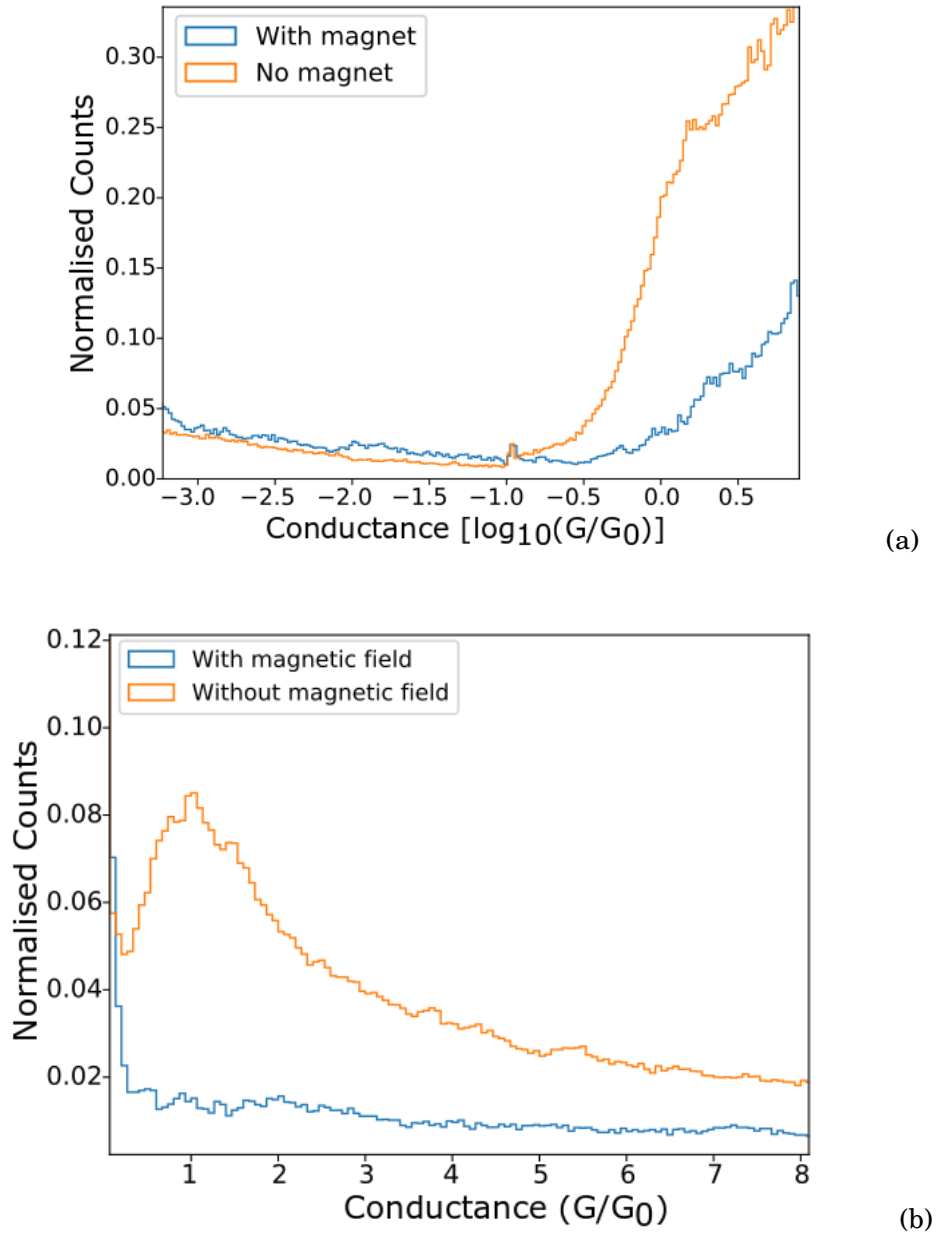 With magnet
No magnet
Normalised Counts
0.30
0.25
0.20
0.15
0.10
0.05
0.00
−3.0 −2.5 −2.0 −1.5 −1.0 −0.5 0.0 0.5
Conductance [log10(G/G0)]
(a)
With magnetic field
Without magnetic field
Normalised Counts
0.12
0.10
0.08
0.06
0.04
0.02
1 2 3 4 5 6 7 8
Conductance (G/G0)
(b)